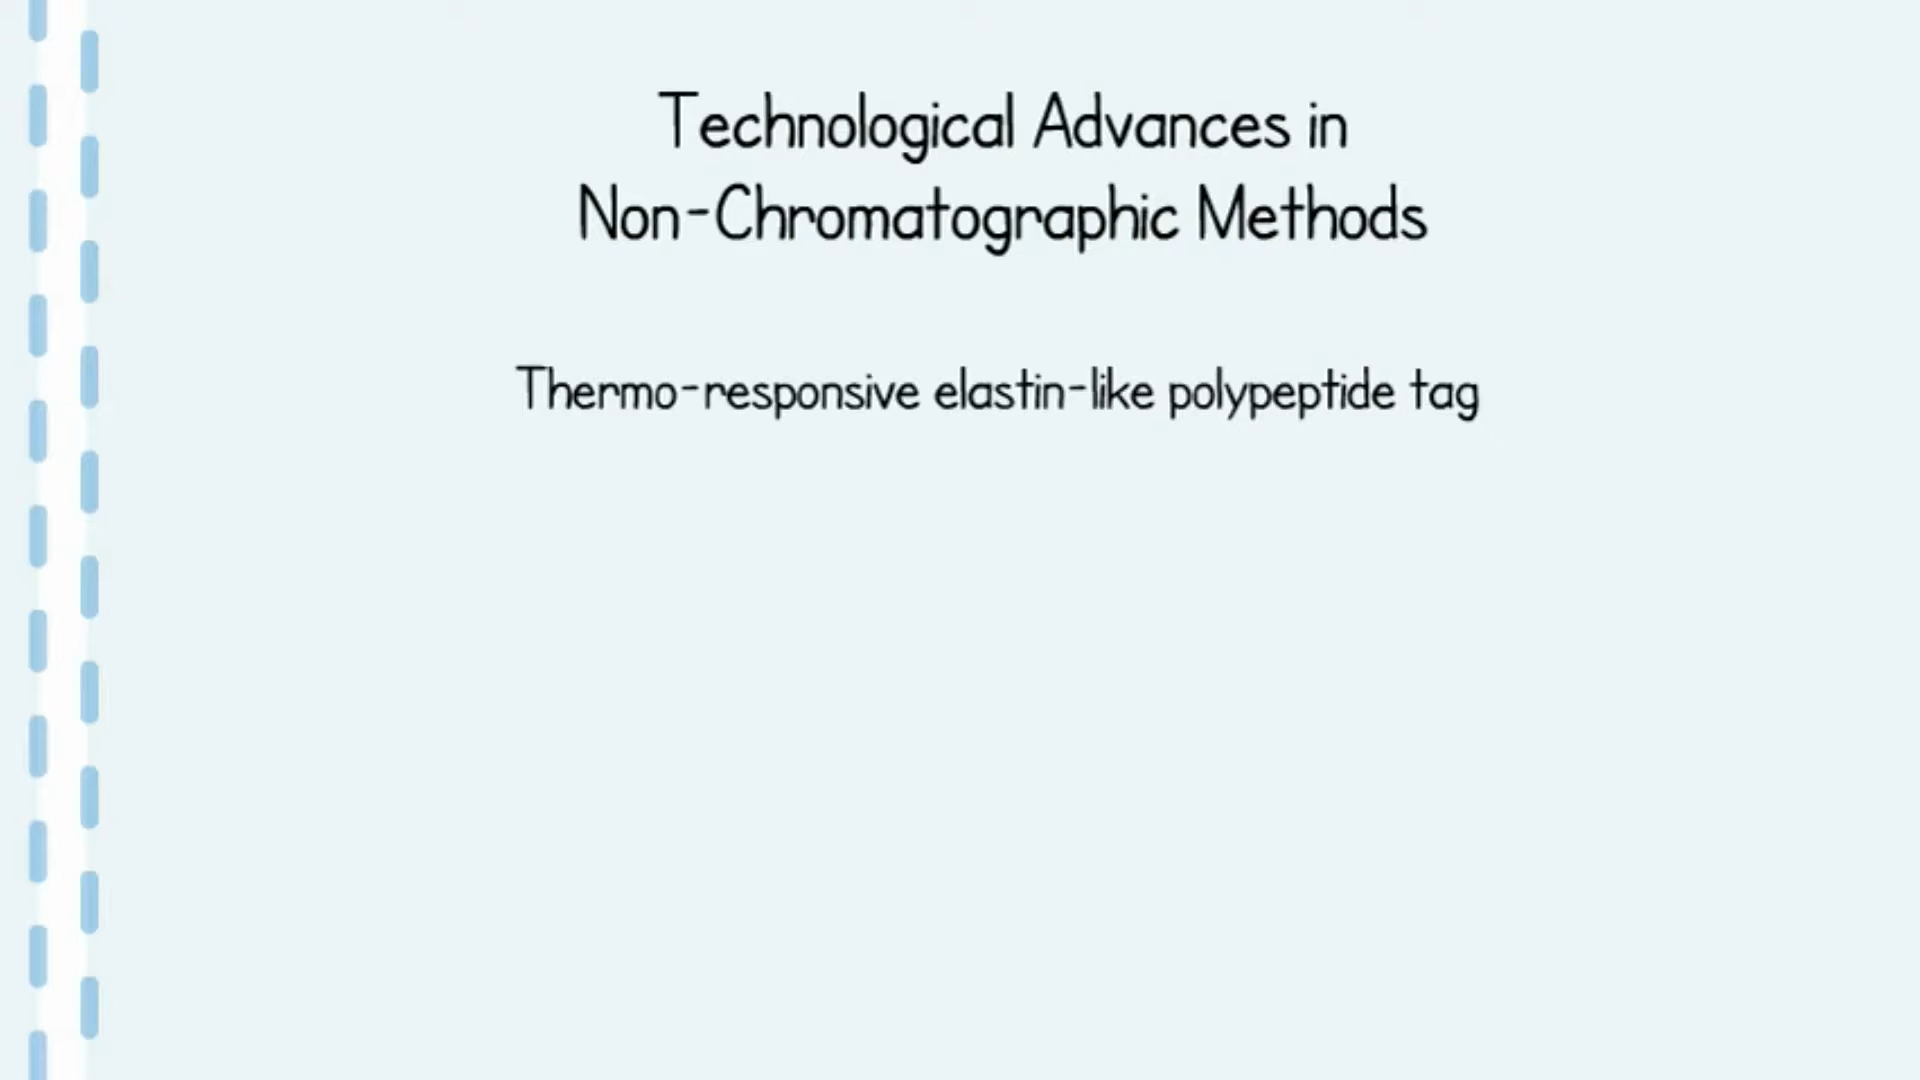 Technological Advances in
Non-Chromatographic Methods
Thermo-responsive elastin-like polypeptide tag